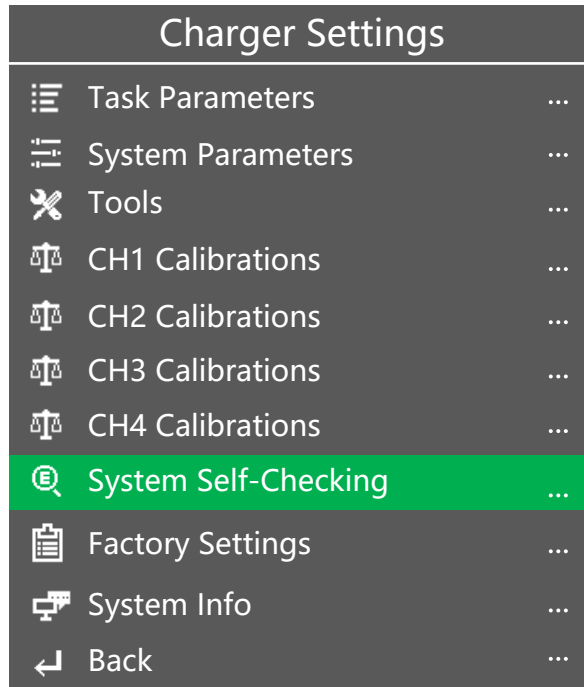 Charger Settings
Task Parameters ...
System Parameters ...
Tools ...
CH1 Calibrations ...
CH2 Calibrations ...
CH3 Calibrations ...
CH4 Calibrations ...
System Self-Checking ...
Factory Settings ...
System Info ...
Back ...